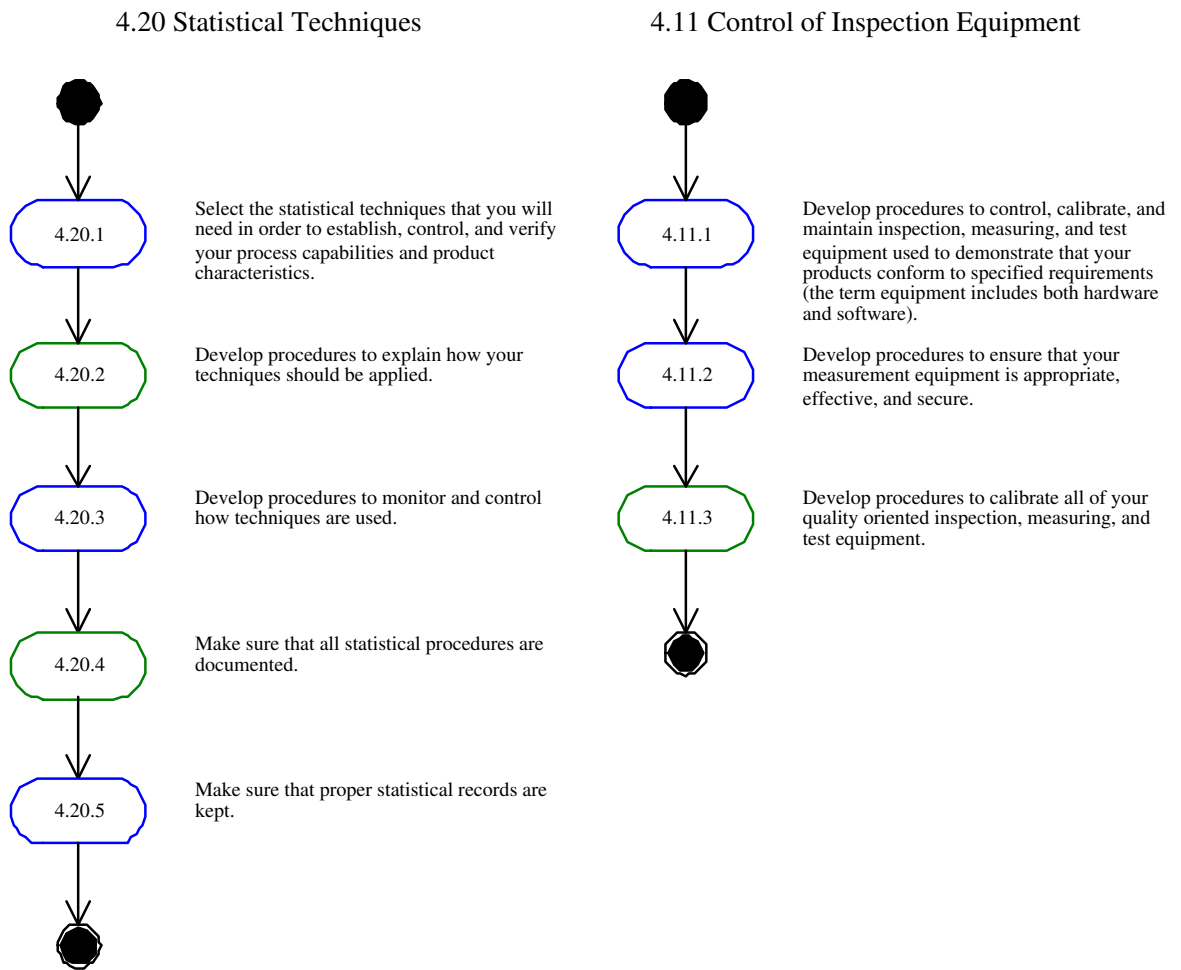 4.20 Statistical Techniques
4.20.1
Select the statistical techniques that you will
need in order to establish, control, and verify
your process capabilities and product
characteristics.
4.20.2
Develop procedures to explain how your
techniques should be applied.
4.20.3
Develop procedures to monitor and control
how techniques are used.
4.20.4
Make sure that all statistical procedures are
documented.
4.20.5
Make sure that proper statistical records are
kept.
4.11 Control of Inspection Equipment
4.11.1
Develop procedures to control, calibrate, and
maintain inspection, measuring, and test
equipment used to demonstrate that your
products conform to specified requirements
(the term equipment includes both hardware
and software).
4.11.2
Develop procedures to ensure that your
measurement equipment is appropriate,
effective, and secure.
4.11.3
Develop procedures to calibrate all of your
quality oriented inspection, measuring, and
test equipment.